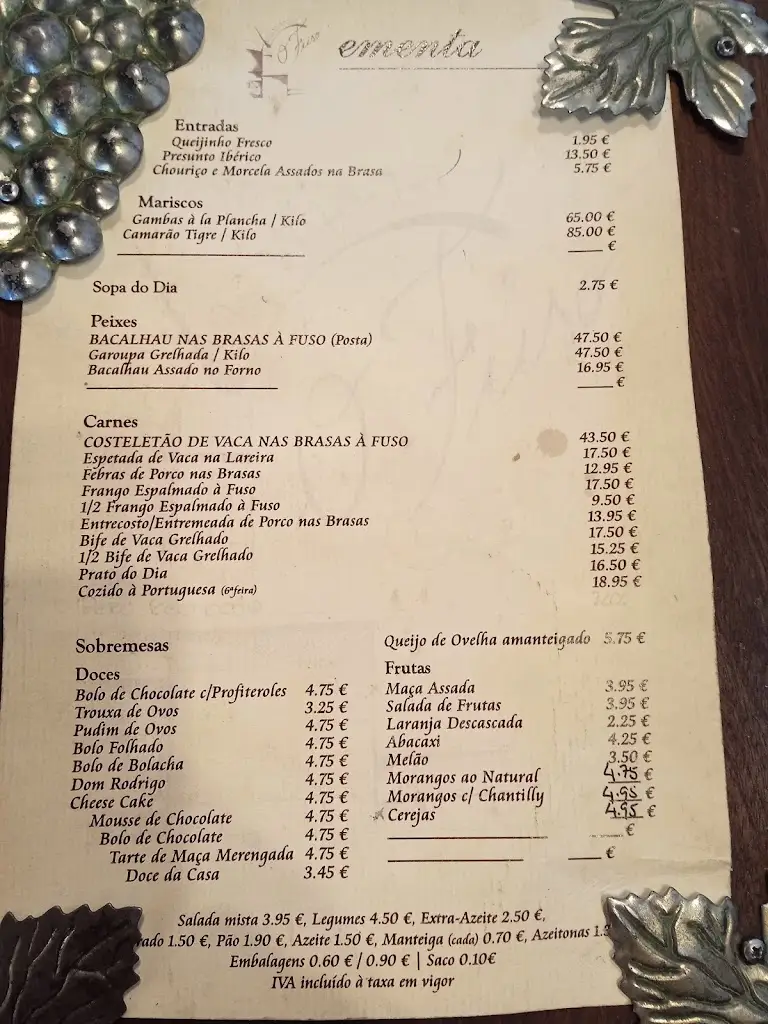 O Fuso
ementa
Entradas
Queijinho Fresco 1.95 €
Presunto Ibérico 13.50 €
Chouriço e Morcela Assados na Brasa 5.75 €
Mariscos
Gambas à la Plancha / Kilo 65.00 €
Camarão Tigre / Kilo 85.00 €
€
Sopa do Dia 2.75 €
Peixes
BACALHAU NAS BRASAS À FUSO (Posta) 47.50 €
Garoupa Grelhada / Kilo 47.50 €
Bacalhau Assado no Forno 16.95 €
€
Carnes
COSTELETÃO DE VACA NAS BRASAS À FUSO 43.50 €
Espetada de Vaca na Lareira 17.50 €
Febras de Porco nas Brasas 12.95 €
Frango Espalmado à Fuso 17.50 €
1/2 Frango Espalmado à Fuso 9.50 €
Entrecosto/Entremeada de Porco nas Brasas 13.95 €
Bife de Vaca Grelhado 17.50 €
1/2 Bife de Vaca Grelhado 15.25 €
Prato do Dia 16.50 €
Cozido à Portuguesa (6ªfeira) 18.95 €
Sobremesas
Doces
Bolo de Chocolate c/Profiteroles 4.75 €
Trouxa de Ovos 3.25 €
Pudim de Ovos 4.75 €
Bolo Folhado 4.75 €
Bolo de Bolacha 4.75 €
Dom Rodrigo 4.75 €
Cheese Cake 4.75 €
Mousse de Chocolate 4.75 €
Bolo de Chocolate 4.75 €
Tarte de Maça Merengada 4.75 €
Doce da Casa 3.45 €
Queijo de Ovelha amanteigado 5.75 €
Frutas
Maça Assada 3.95 €
Salada de Frutas 3.95 €
Laranja Descascada 2.25 €
Abacaxi 4.25 €
Melão 3.50 €
Morangos ao Natural 4.75 €
Morangos c/ Chantilly 4.95 €
Cerejas 4.95 €
€
€
Salada mista 3.95 €, Legumes 4.50 €, Extra-Azeite 2.50 €,
1.50 €, Pão 1.90 €, Azeite 1.50 €, Manteiga (cada) 0.70 €, Azeitonas
Embalagens 0.60 € / 0.90 € | Saco 0.10€
IVA incluído à taxa em vigor